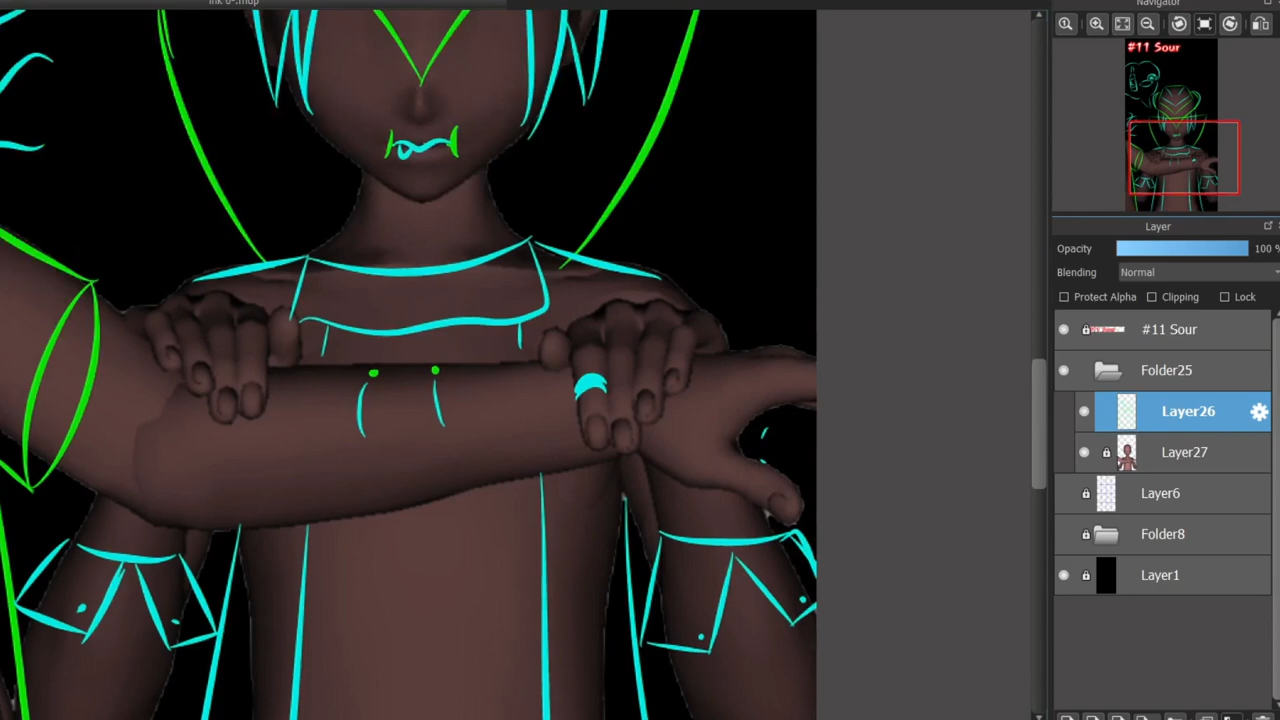 ink 6*.mdp
Navigator
#11 Sour
Layer
Opacity 100 %
Blending Normal
Protect Alpha Clipping Lock
#11 Sour
Folder25
Layer26
Layer27
Layer6
Folder8
Layer1